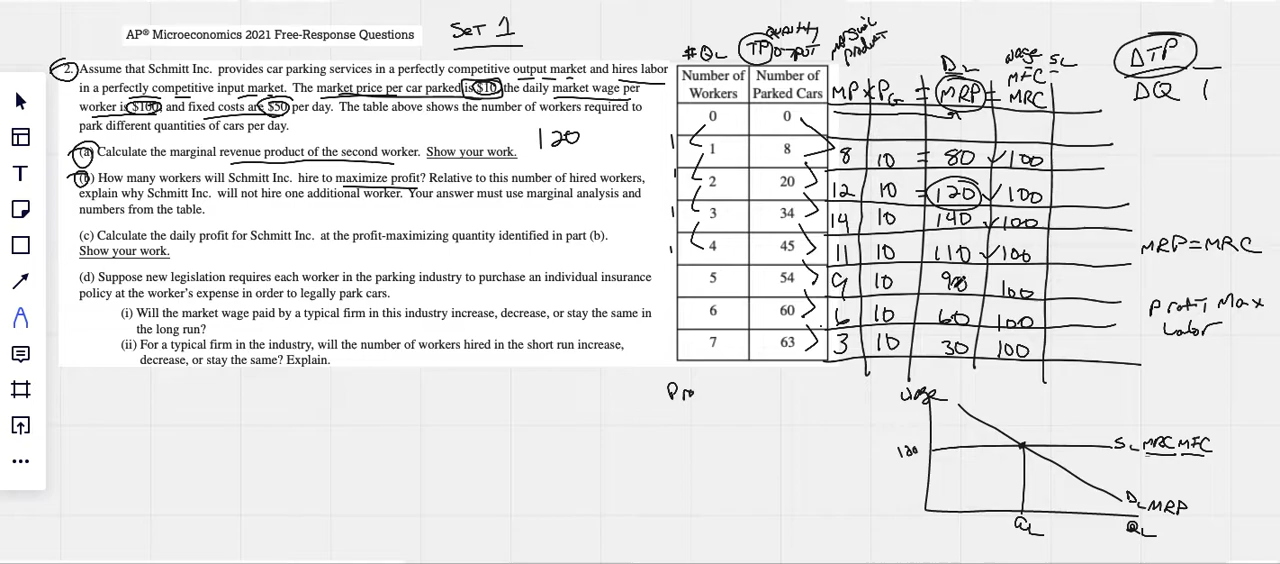 AP® Microeconomics 2021 Free-Response Questions
SET 1
2. Assume that Schmitt Inc. provides car parking services in a perfectly competitive output market and hires labor
in a perfectly competitive input market. The market price per car parked is $10, the daily market wage per
worker is $100, and fixed costs are $50 per day. The table above shows the number of workers required to
park different quantities of cars per day.
120
(a) Calculate the marginal revenue product of the second worker. Show your work.
(b) How many workers will Schmitt Inc. hire to maximize profit? Relative to this number of hired workers,
explain why Schmitt Inc. will not hire one additional worker. Your answer must use marginal analysis and
numbers from the table.
(c) Calculate the daily profit for Schmitt Inc. at the profit-maximizing quantity identified in part (b).
Show your work.
(d) Suppose new legislation requires each worker in the parking industry to purchase an individual insurance
policy at the worker's expense in order to legally park cars.
(i) Will the market wage paid by a typical firm in this industry increase, decrease, or stay the same in
the long run?
(ii) For a typical firm in the industry, will the number of workers hired in the short run increase,
decrease, or stay the same? Explain.
#QL TP OUTPUT marginal product DL wage SL
Number of Workers Number of Parked Cars MP x PG = MRP = MFC MRC
0 0
1 8 8 10 = 80 100
2 20 12 10 = 120 100
3 34 14 10 140 100
4 45 11 10 110 100
5 54 9 10 100
6 60 6 10 60 100
7 63 3 10 30 100
ΔTP
DQ 1
MRP=MRC
Profit Max
Labor
Pro
wage
SL MRC MFC
DL MRP
QL QL